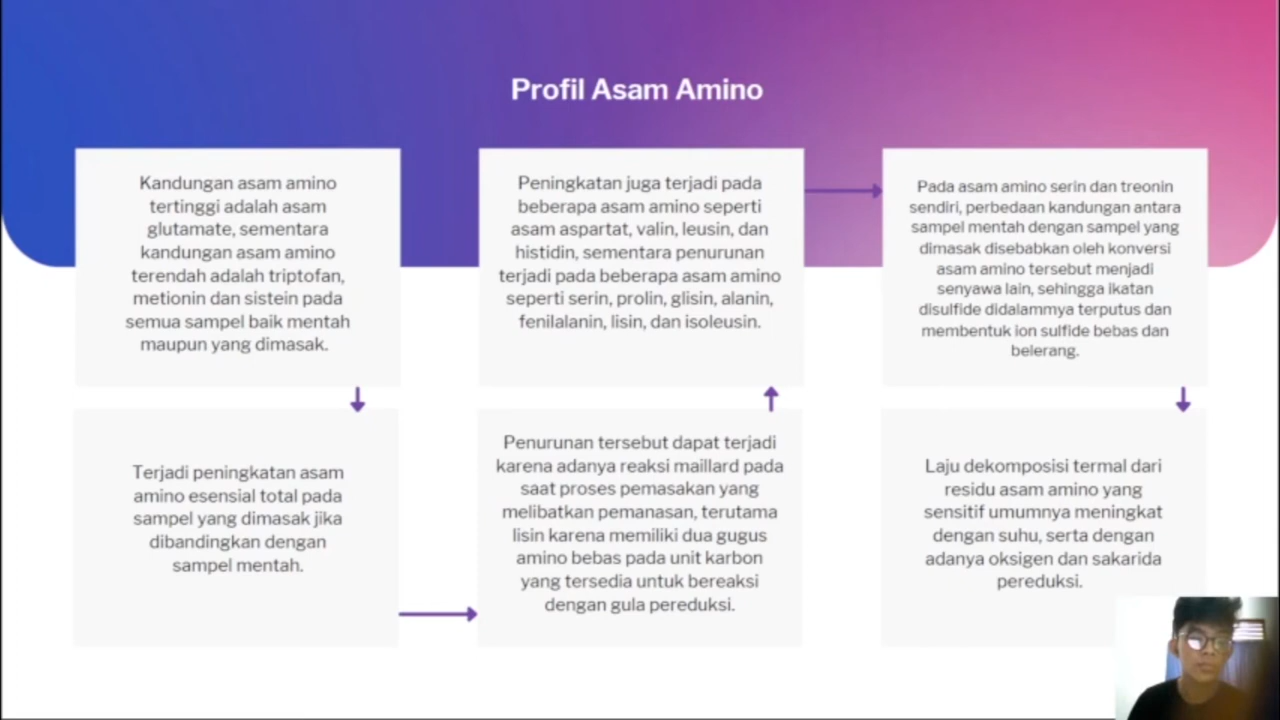 Profil Asam Amino
Kandungan asam amino
tertinggi adalah asam
glutamate, sementara
kandungan asam amino
terendah adalah triptofan,
metionin dan sistein pada
semua sampel baik mentah
maupun yang dimasak.
Terjadi peningkatan asam
amino esensial total pada
sampel yang dimasak jika
dibandingkan dengan
sampel mentah.
Penurunan tersebut dapat terjadi
karena adanya reaksi maillard pada
saat proses pemasakan yang
melibatkan pemanasan, terutama
lisin karena memiliki dua gugus
amino bebas pada unit karbon
yang tersedia untuk bereaksi
dengan gula pereduksi.
Peningkatan juga terjadi pada
beberapa asam amino seperti
asam aspartat, valin, leusin, dan
histidin, sementara penurunan
terjadi pada beberapa asam amino
seperti serin, prolin, glisin, alanin,
fenilalanin, lisin, dan isoleusin.
Pada asam amino serin dan treonin
sendiri, perbedaan kandungan antara
sampel mentah dengan sampel yang
dimasak disebabkan oleh konversi
asam amino tersebut menjadi
senyawa lain, sehingga ikatan
disulfide didalammya terputus dan
membentuk ion sulfide bebas dan
belerang.
Laju dekomposisi termal dari
residu asam amino yang
sensitif umumnya meningkat
dengan suhu, serta dengan
adanya oksigen dan sakarida
pereduksi.